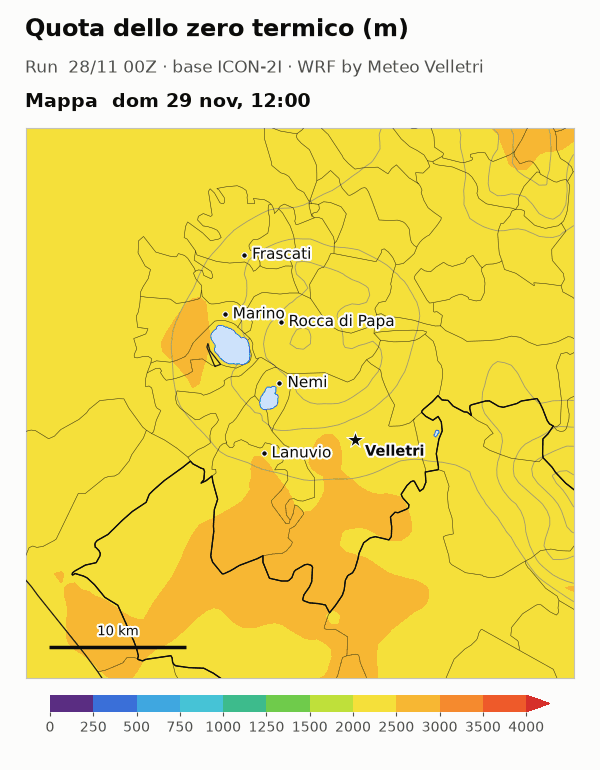 Quota dello zero termico (m)
Run  28/11 00Z · base ICON-2I · WRF by Meteo Velletri
Mappa  dom 29 nov, 12:00
Frascati
Marino
Rocca di Papa
Nemi
Velletri
Lanuvio
10 km
0 250 500 750 1000 1250 1500 2000 2500 3000 3500 4000